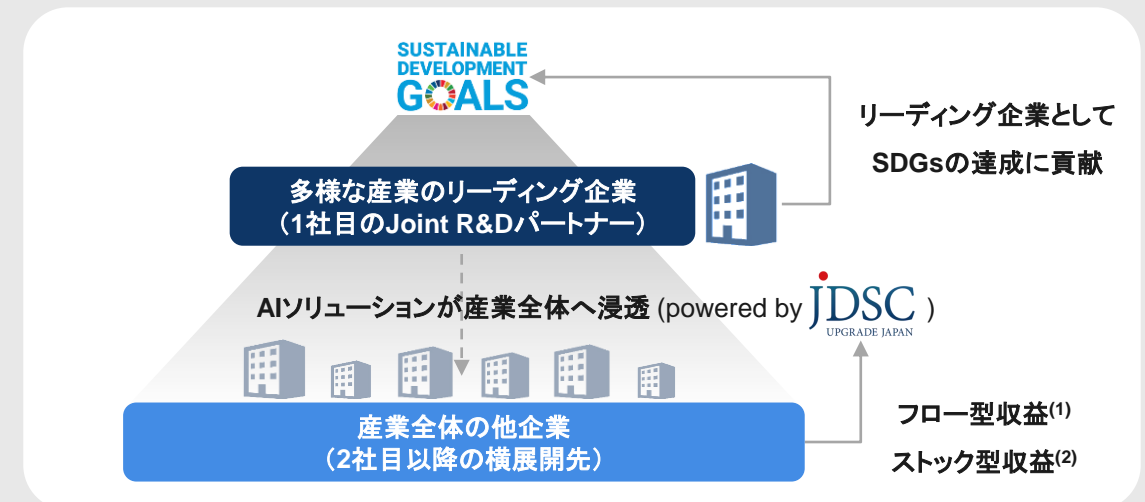 SUSTAINABLE
DEVELOPMENT
GOALS
リーディング企業として
SDGsの達成に貢献
多様な産業のリーディング企業
（1社目のJoint R&Dパートナー）
AIソリューションが産業全体へ浸透 (powered by JDSC )
UPGRADE JAPAN
産業全体の他企業
（2社目以降の横展開先）
フロー型収益(1)
ストック型収益(2)